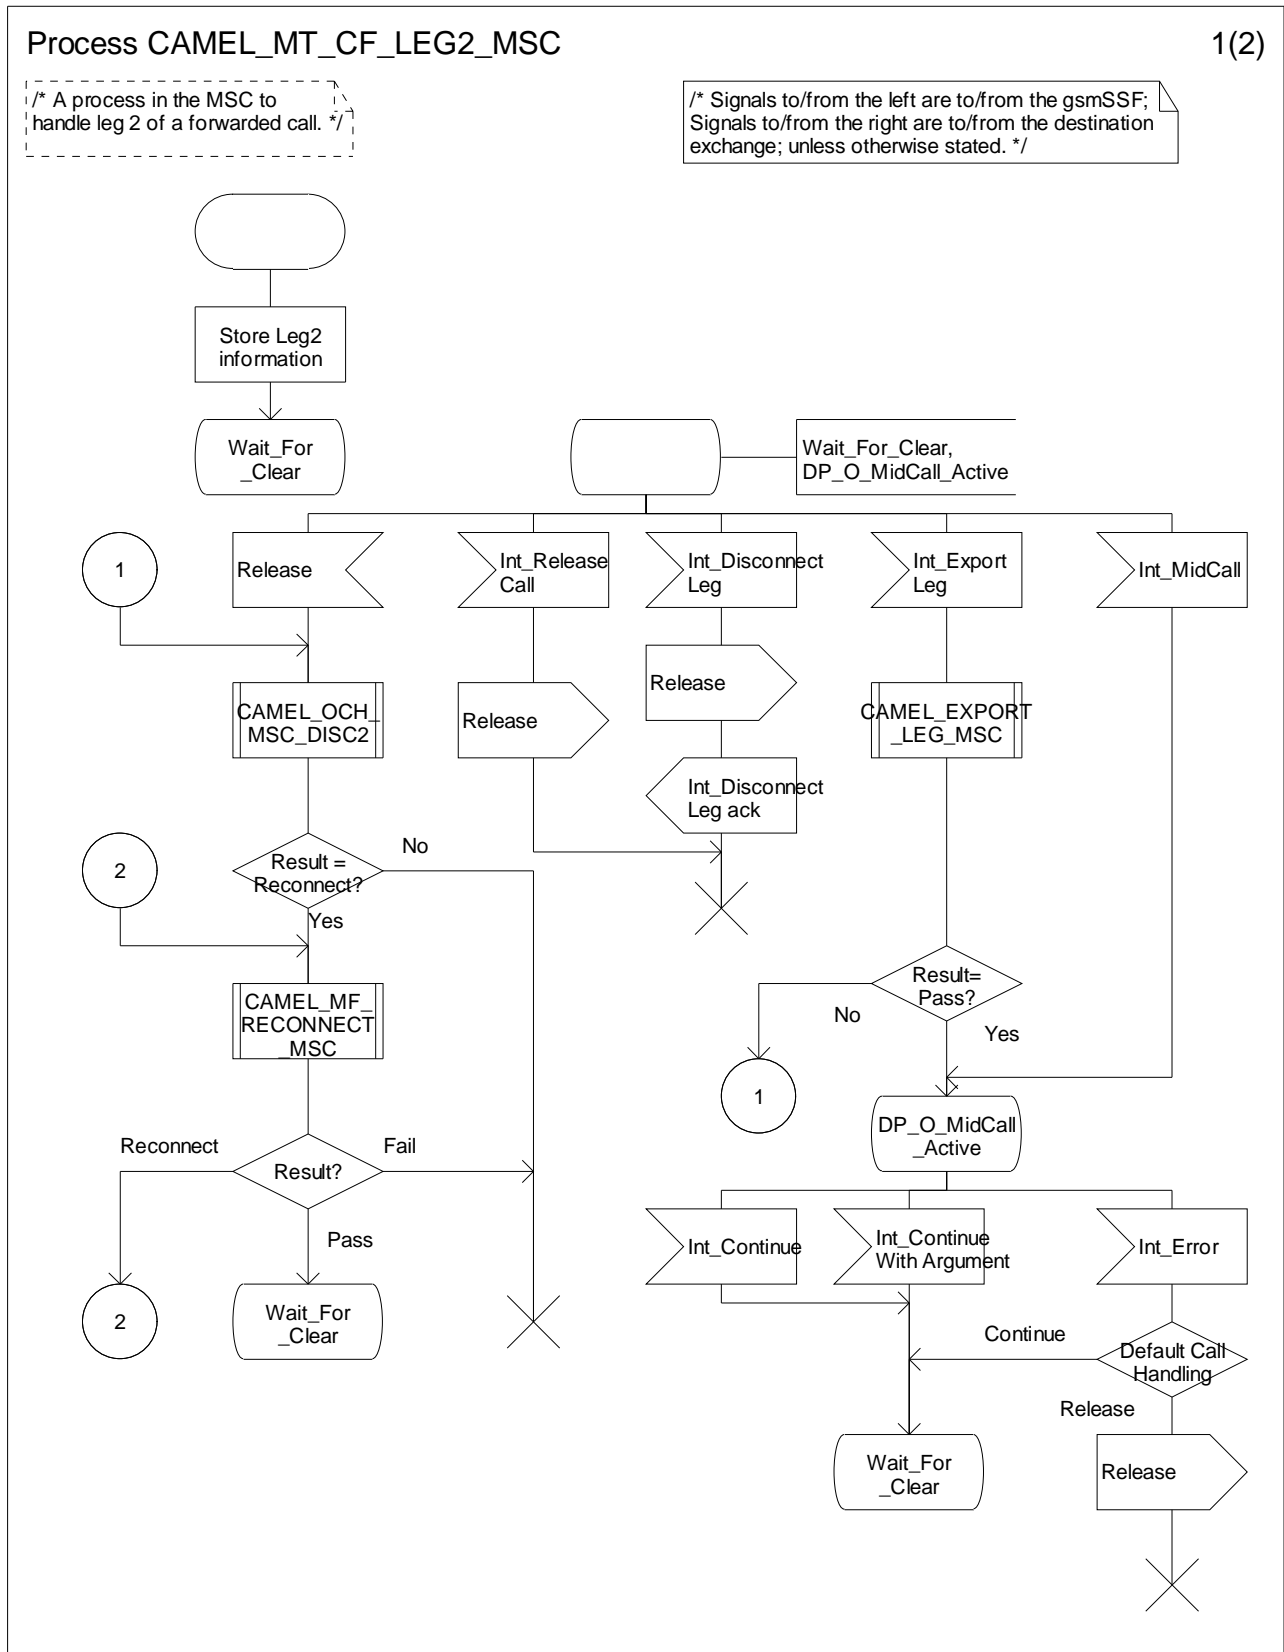 Process CAMEL_MT_CF_LEG2_MSC
1(2)
/* A process in the MSC to
handle leg 2 of a forwarded call. */
/* Signals to/from the left are to/from the gsmSSF;
Signals to/from the right are to/from the destination
exchange; unless otherwise stated. */
Store Leg2
information
Wait_For
_Clear
Wait_For_Clear,
DP_O_MidCall_Active
1
Release
Int_Release
Call
Int_Disconnect
Leg
Int_Export
Leg
Int_MidCall
CAMEL_OCH_
MSC_DISC2
Release
Release
Int_Disconnect
Leg ack
CAMEL_EXPORT
_LEG_MSC
2
Result =
Reconnect?
No
Yes
CAMEL_MF_
RECONNECT
_MSC
Result=
Pass?
No
Yes
1
DP_O_MidCall
_Active
Reconnect
Result?
Fail
Pass
2
Wait_For
_Clear
Int_Continue
Int_Continue
With Argument
Int_Error
Continue
Default Call
Handling
Release
Wait_For
_Clear
Release